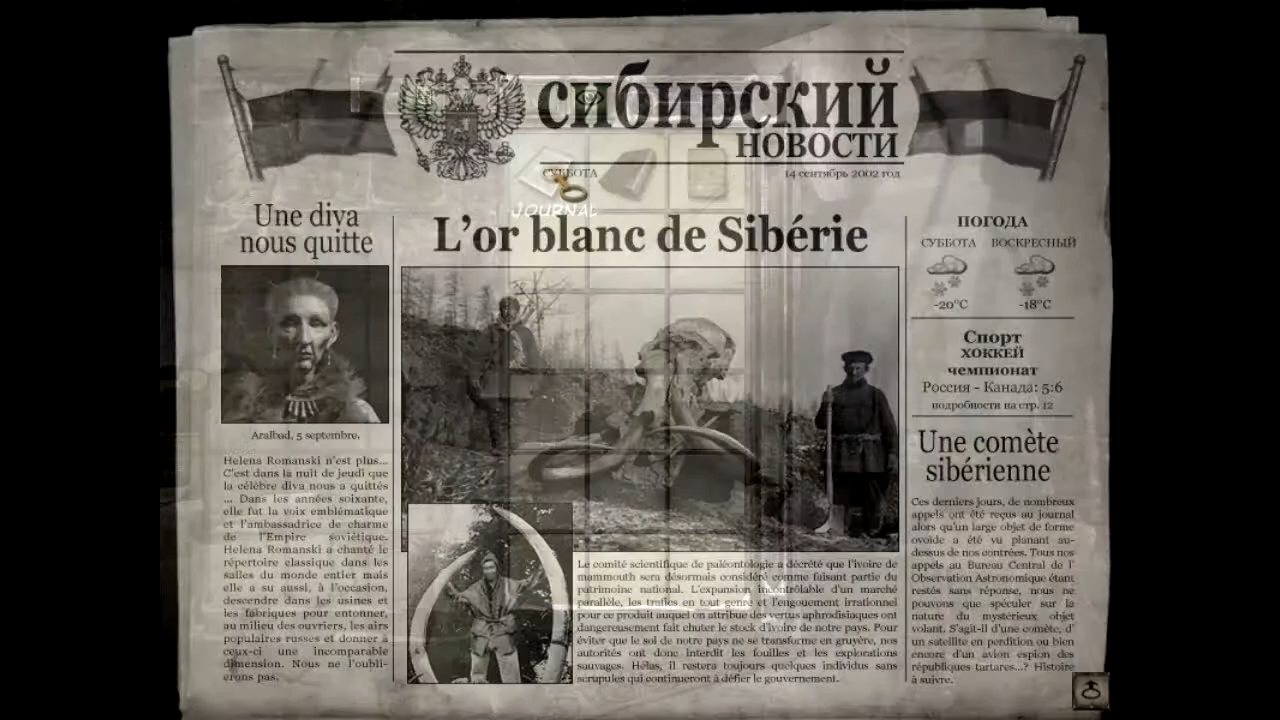 сибирский
новости
СУББОТА
14 сентябрь 2002 год
JOURNAL
Une diva
nous quitte
Aralbad, 5 septembre.
Helena Romanski n'est plus...
C'est dans la nuit de jeudi que
la célèbre diva nous a quittés
... Dans les années soixante,
elle fut la voix emblématique
et l'ambassadrice de charme
de l'Empire soviétique.
Helena Romanski a chanté le
répertoire classique dans les
salles du monde entier mais
elle a su aussi, à l'occasion,
descendre dans les usines et
les fabriques pour entonner,
au milieu des ouvriers, les airs
populaires russes et donner à
ceux-ci une incomparable
dimension. Nous ne l'oubli-
erons pas.
L'or blanc de Sibérie
Le comité scientifique de paléontologie a décrété que l'ivoire de
mammouth sera désormais considéré comme faisant partie du
patrimoine national. L'expansion incontrôlable d'un marché
parallèle, les trafics en tout genre et l'engouement irrationnel
pour ce produit auquel on attribue des vertus aphrodisiaques ont
dangereusement fait chuter le stock d'ivoire de notre pays. Pour
éviter que le sol de notre pays ne se transforme en gruyère, nos
autorités ont donc interdit les fouilles et les explorations
sauvages. Hélas, il restera toujours quelques individus sans
scrupules qui continueront à défier le gouvernement.
ПОГОДА
СУББОТА ВОСКРЕСНЫЙ
-20°C -18°C
Спорт
ХОККЕЙ
чемпионат
Россия - Канада: 5:6
подробности на стр. 12
Une comète
sibérienne
Ces derniers jours, de nombreux
appels ont été reçus au journal
alors qu'un large objet de forme
ovoïde a été vu planant au-
dessus de nos contrées. Tous nos
appels au Bureau Central de l'
Observation Astronomique étant
restés sans réponse, nous ne
pouvons que spéculer sur la
nature du mystérieux objet
volant. S'agit-il d'une comète, d'
un satellite en perdition ou bien
encore d'un avion espion des
républiques tartares...? Histoire
à suivre.